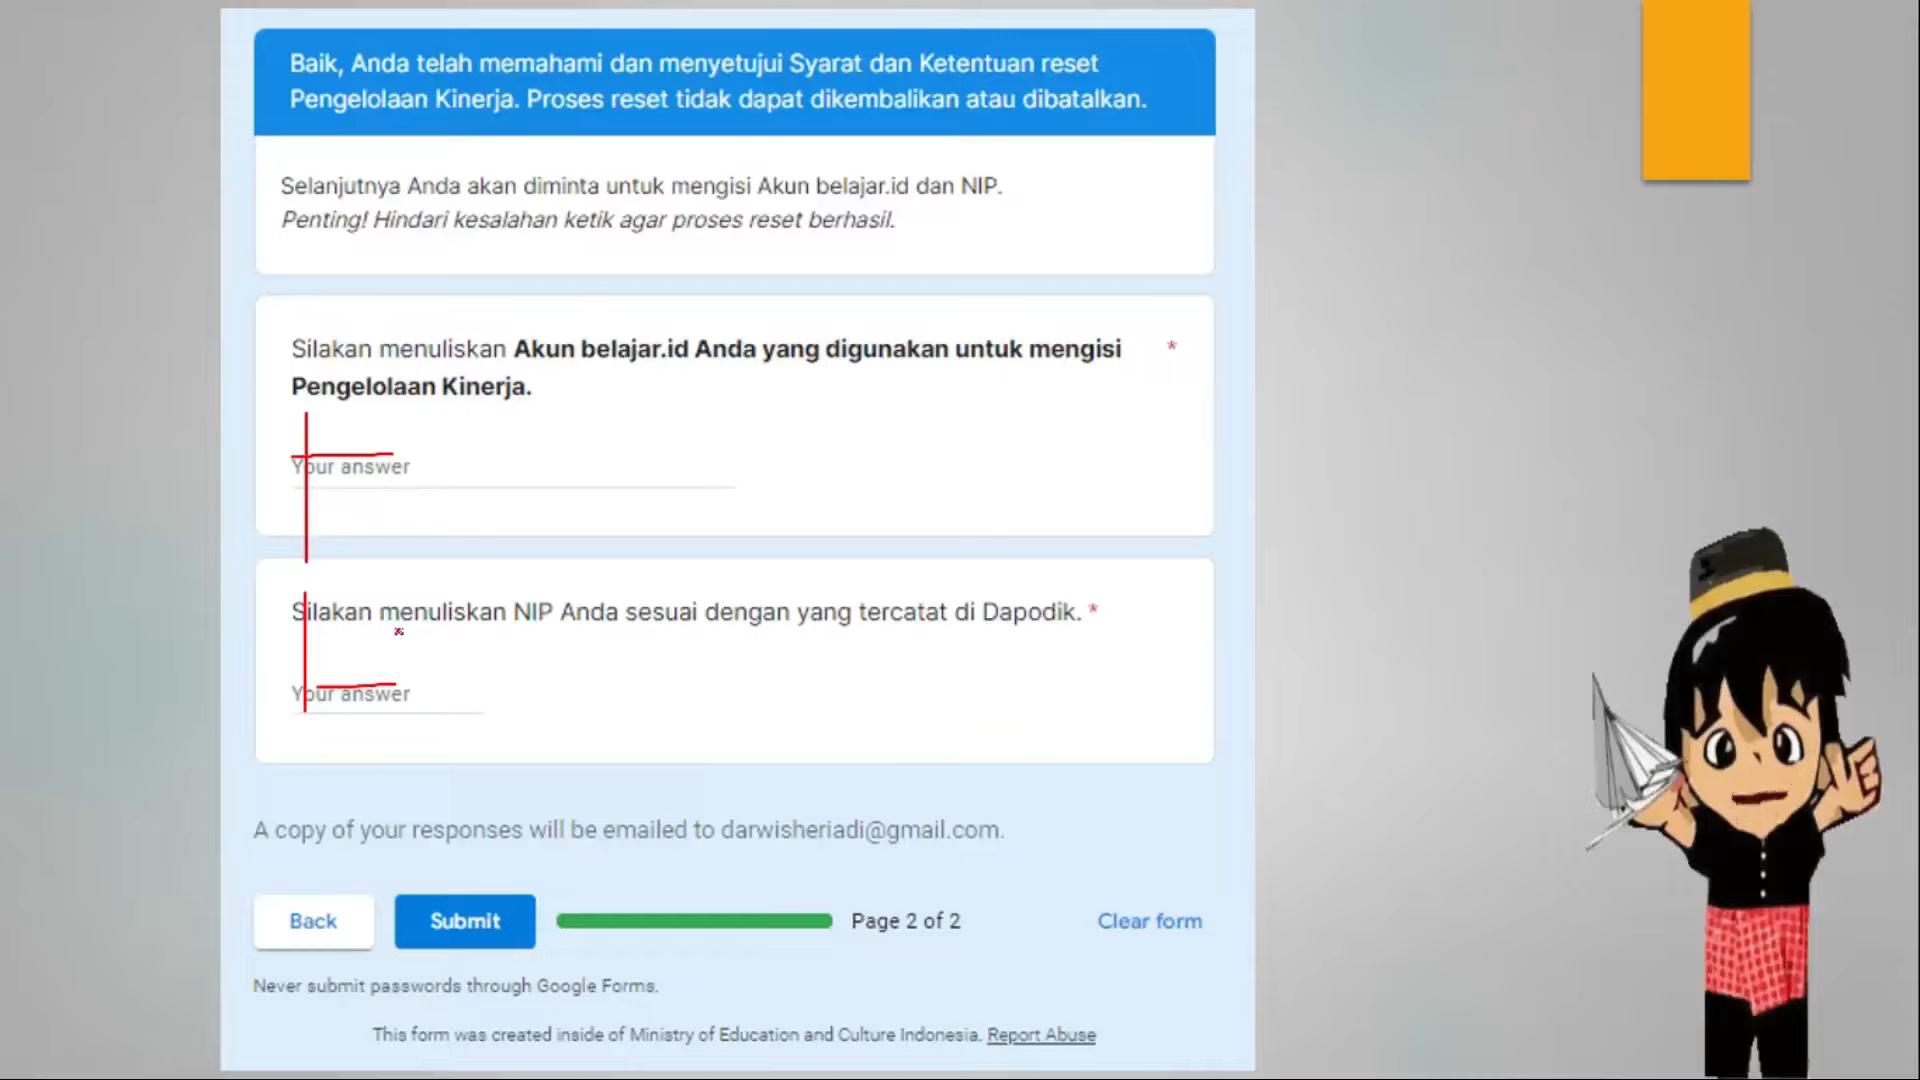 Baik, Anda telah memahami dan menyetujui Syarat dan Ketentuan reset
Pengelolaan Kinerja. Proses reset tidak dapat dikembalikan atau dibatalkan.
Selanjutnya Anda akan diminta untuk mengisi Akun belajar.id dan NIP.
Penting! Hindari kesalahan ketik agar proses reset berhasil.
Silakan menuliskan Akun belajar.id Anda yang digunakan untuk mengisi *
Pengelolaan Kinerja.
Your answer
Silakan menuliskan NIP Anda sesuai dengan yang tercatat di Dapodik. *
Your answer
A copy of your responses will be emailed to darwisheriadi@gmail.com.
Back Submit Page 2 of 2 Clear form
Never submit passwords through Google Forms.
This form was created inside of Ministry of Education and Culture Indonesia. Report Abuse